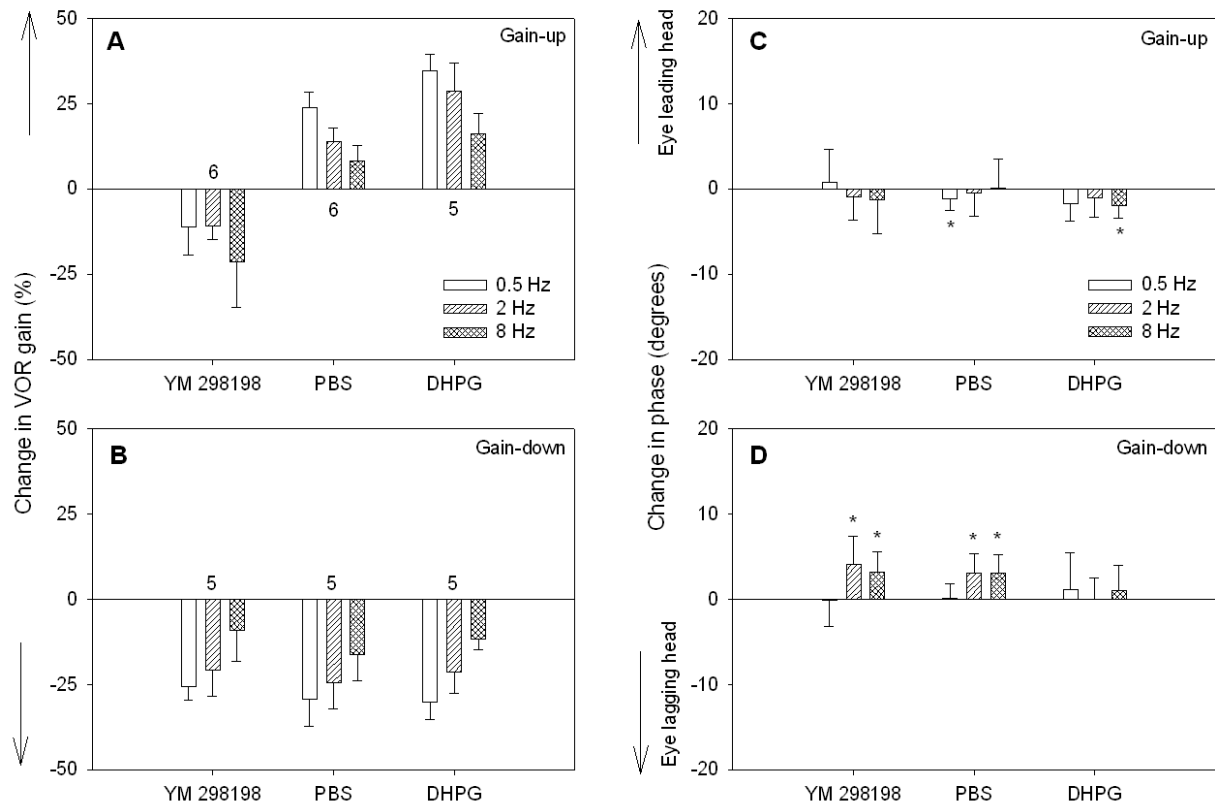 Change in VOR gain (%)
A
Gain-up
50
25
0
-25
-50
6
6
5
0.5 Hz
2 Hz
8 Hz
YM 298198
PBS
DHPG
B
Gain-down
50
25
0
-25
-50
5
5
5
YM 298198
PBS
DHPG
Change in phase (degrees)
Eye leading head
Eye lagging head
C
Gain-up
20
10
0
-10
-20
*
*
0.5 Hz
2 Hz
8 Hz
YM 298198
PBS
DHPG
D
Gain-down
20
10
0
-10
-20
*
*
*
*
YM 298198
PBS
DHPG